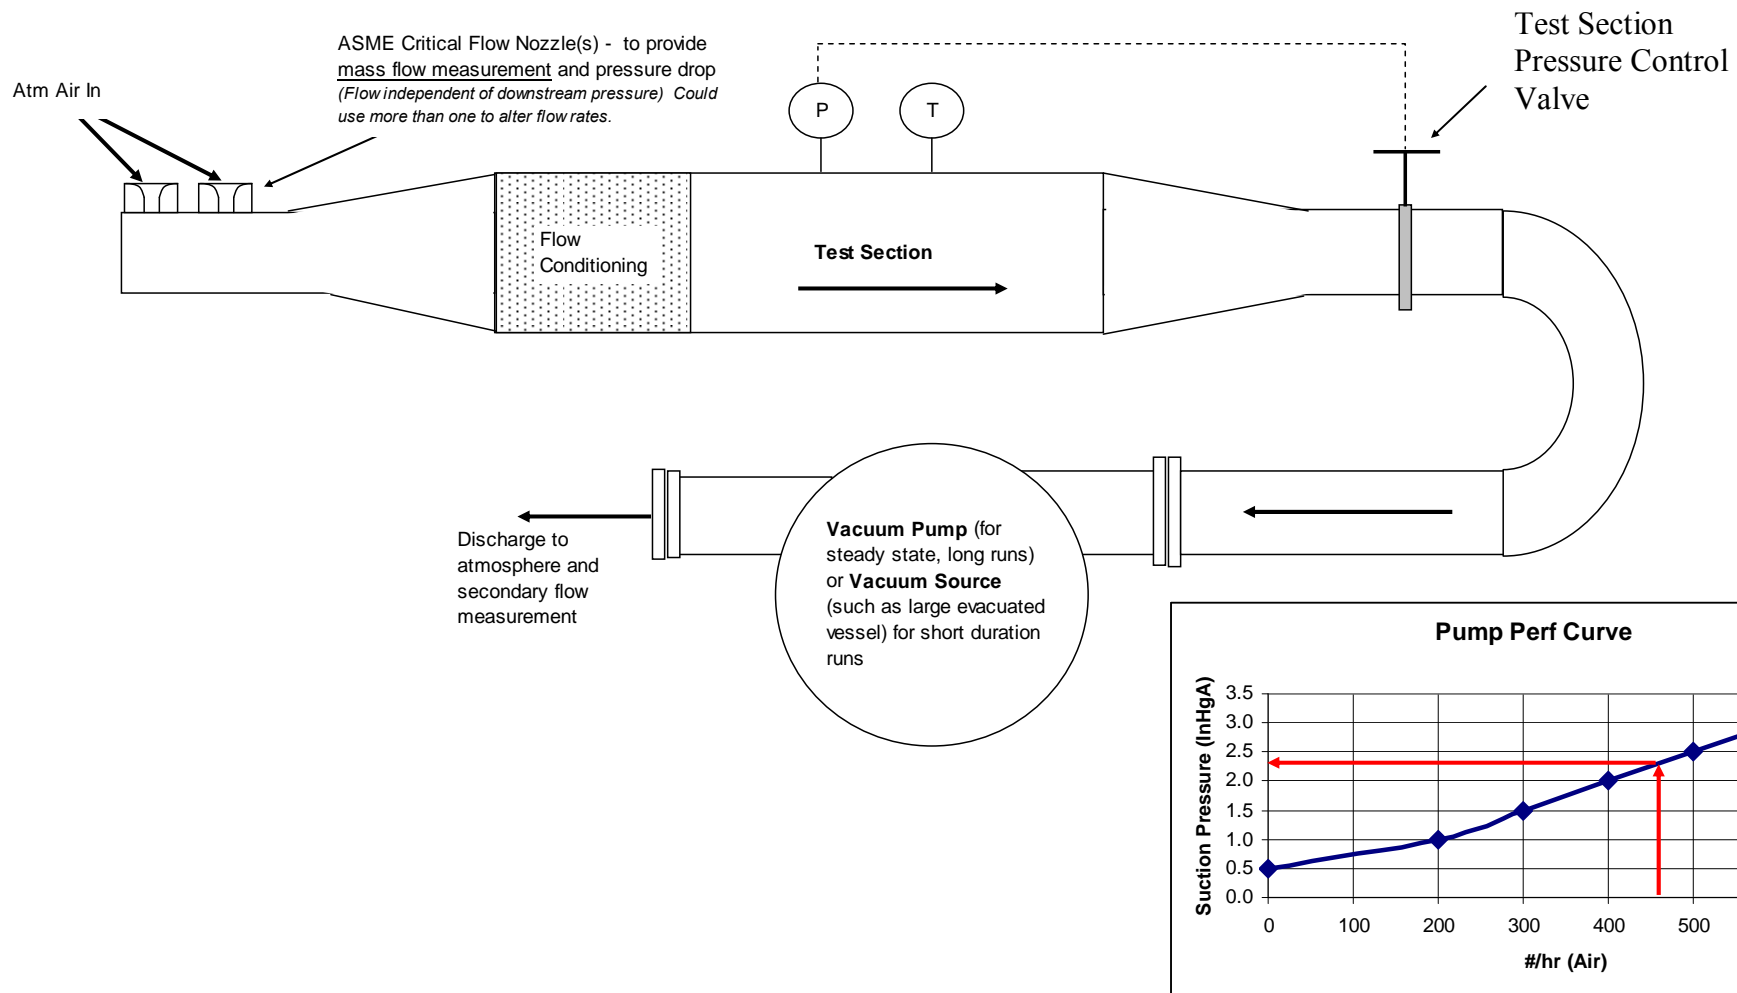 ASME Critical Flow Nozzle(s) - to provide
mass flow measurement and pressure drop
(Flow independent of downstream pressure) Could
use more than one to alter flow rates.
Test Section
Pressure Control
Valve
Atm Air In
P
T
Flow
Conditioning
Test Section
Discharge to
atmosphere and
secondary flow
measurement
Vacuum Pump (for
steady state, long runs)
or Vacuum Source
(such as large evacuated
vessel) for short duration
runs
Pump Perf Curve
Suction Pressure (InHgA)
3.5
3.0
2.5
2.0
1.5
1.0
0.5
0.0
0 100 200 300 400 500
#/hr (Air)